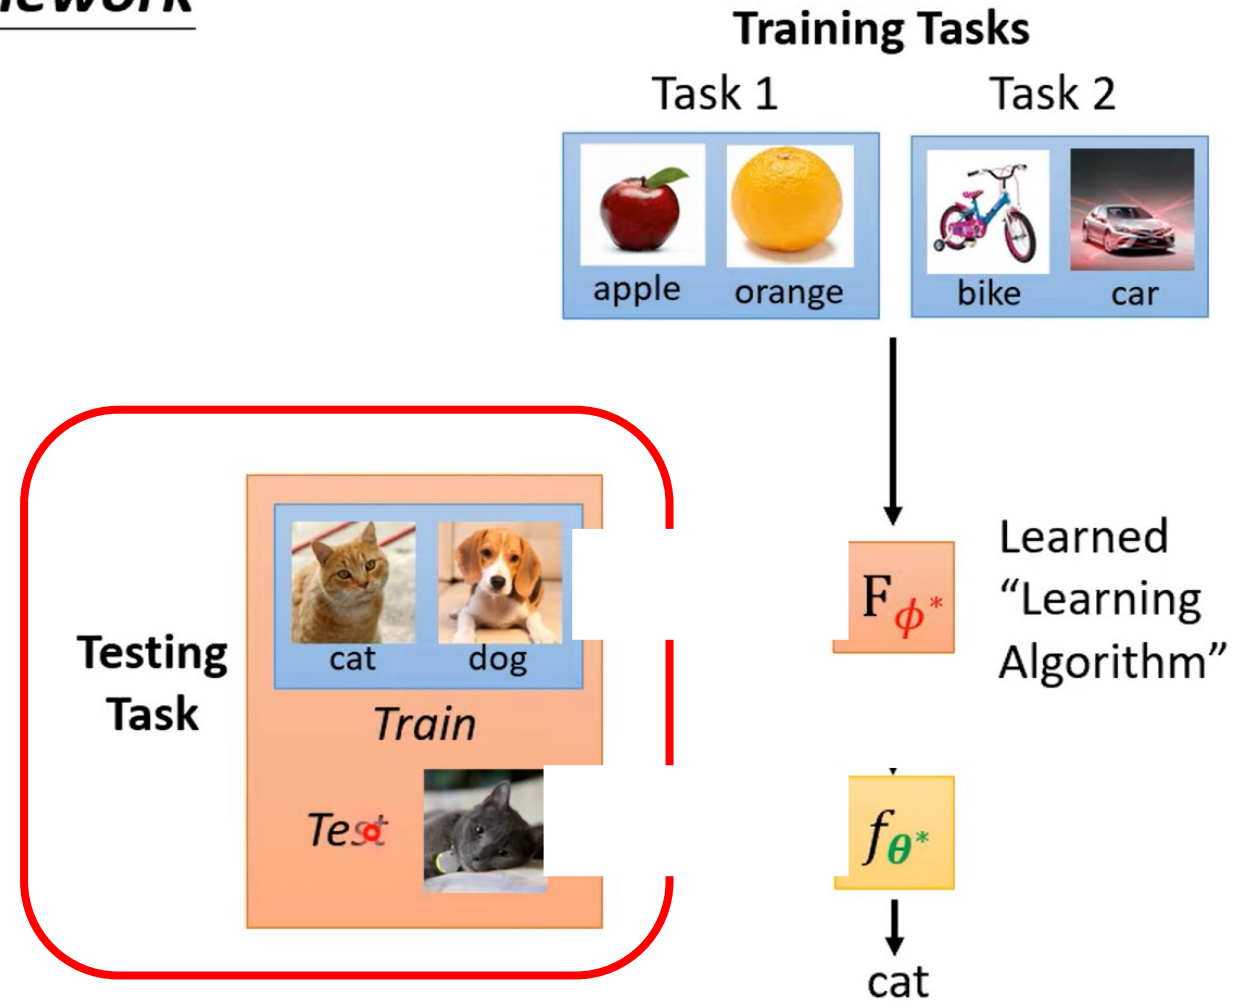 Training Tasks
Task 1
Task 2
apple
orange
bike
car
Testing
Task
cat
dog
Train
Test
F𝜙*
Learned
“Learning
Algorithm”
f𝜽*
cat